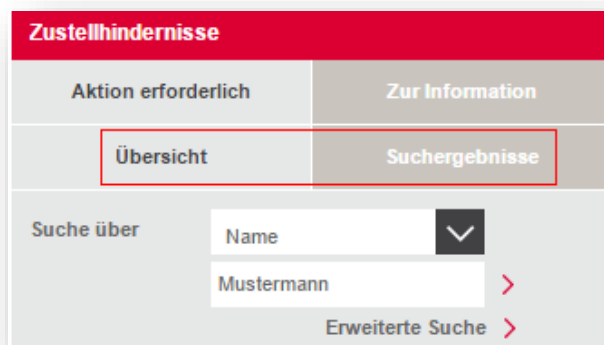 Zustellhindernisse
Aktion erforderlich Zur Information
Übersicht Suchergebnisse
Suche über Name
Mustermann
Erweiterte Suche